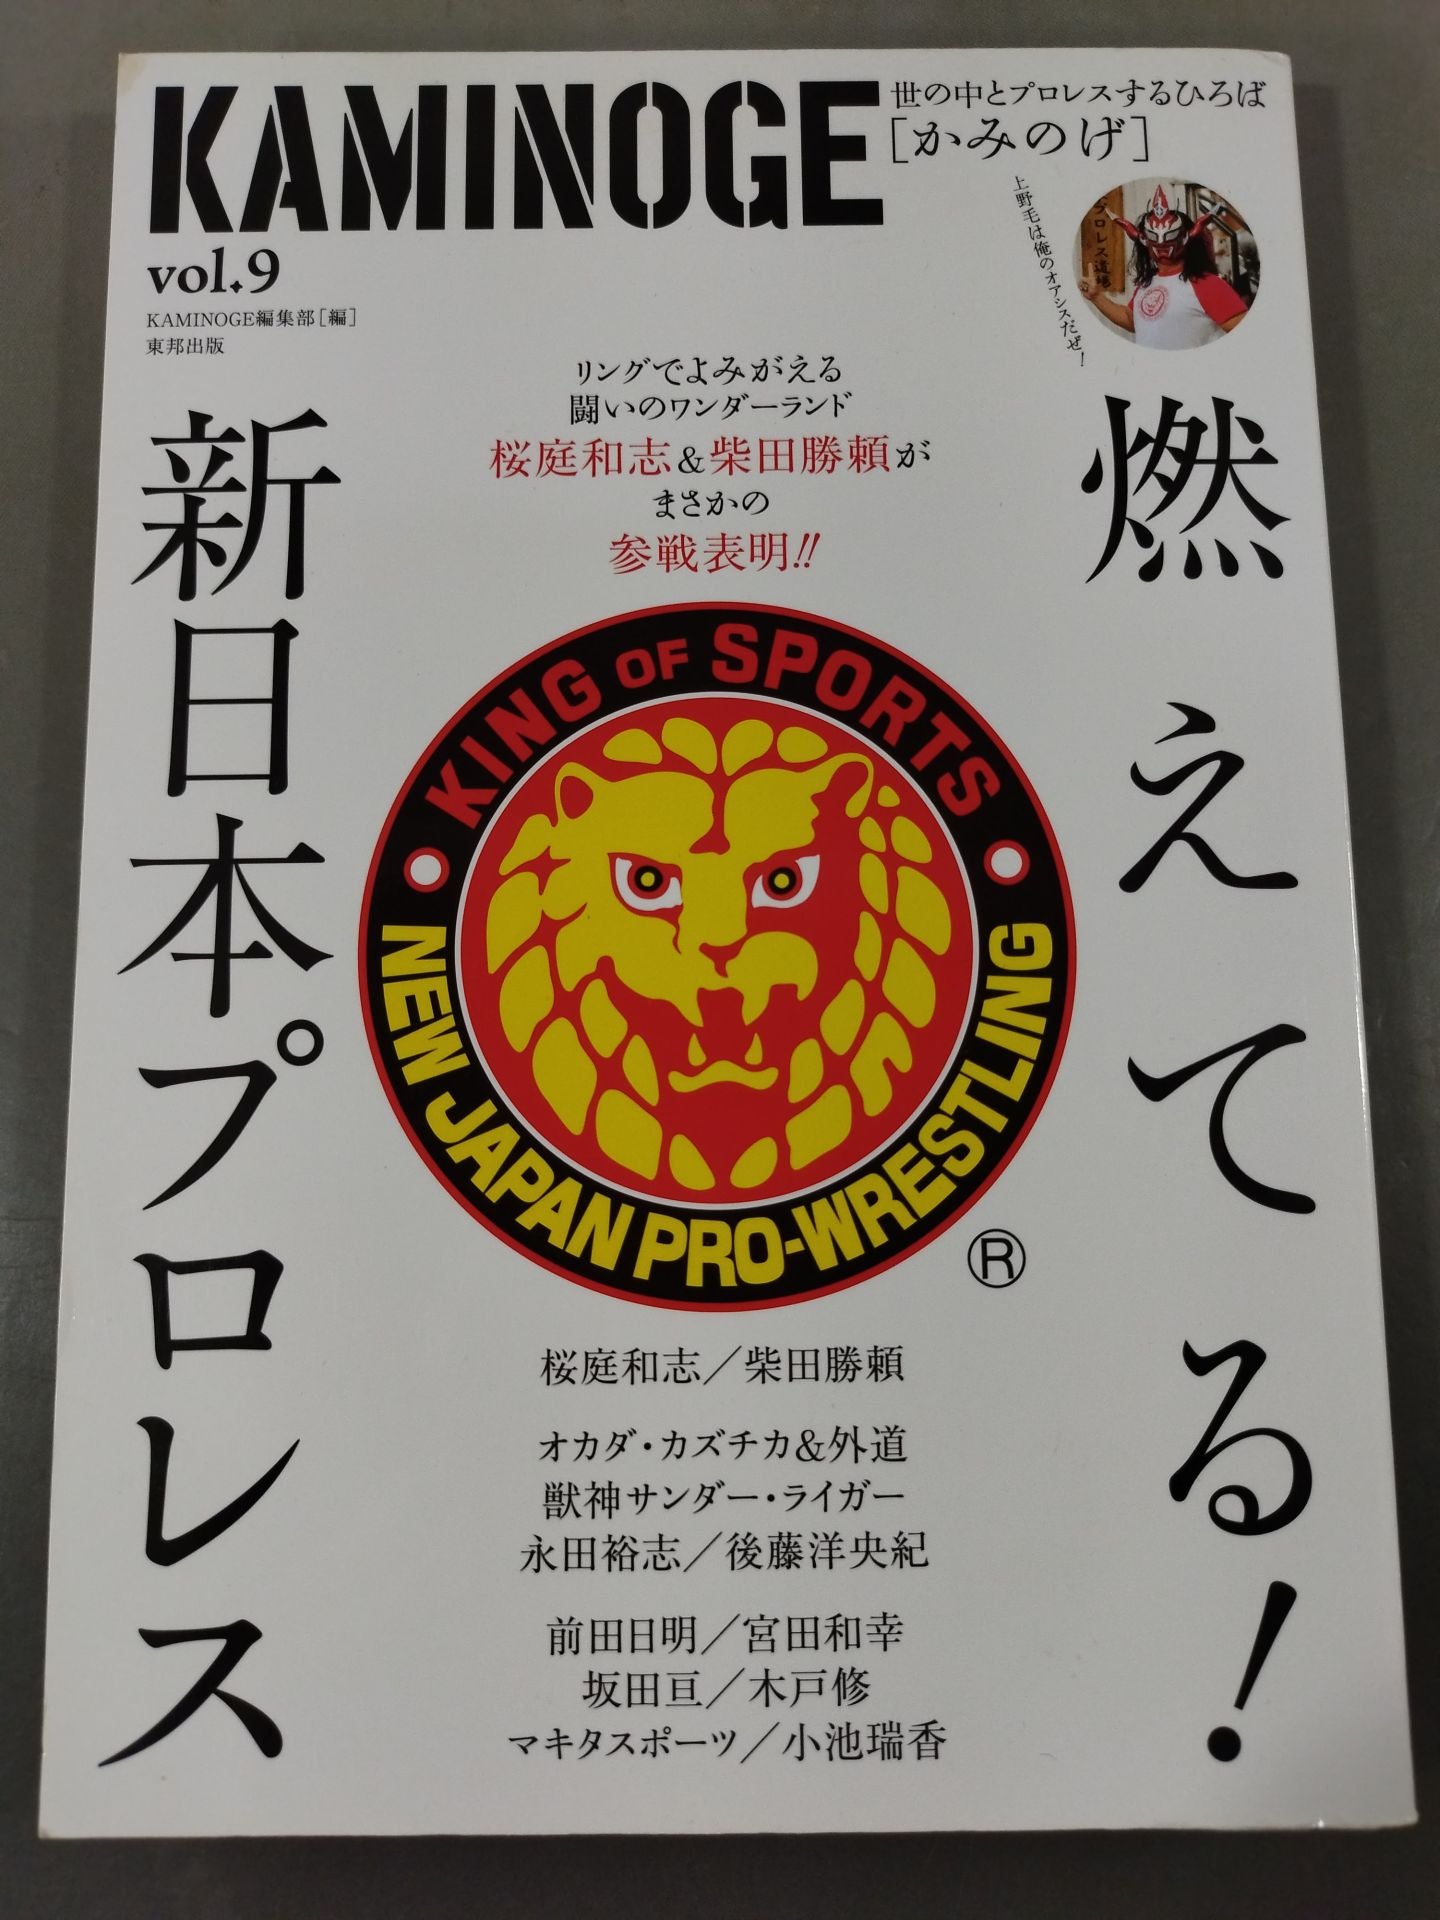 KAMINOGE
世の中とプロレスするひろば
[かみのげ]
vol.9
KAMINOGE編集部[編]
東邦出版
上野毛は俺のオアシスだぜ!
プロレス道場
リングでよみがえる
闘いのワンダーランド
桜庭和志&柴田勝頼が
まさかの
参戦表明!!
燃えてる!
新日本プロレス
KING OF SPORTS
NEW JAPAN PRO-WRESTLING
®
桜庭和志/柴田勝頼
オカダ・カズチカ&外道
獣神サンダー・ライガー
永田裕志/後藤洋央紀
前田日明/宮田和幸
坂田亘/木戸修
マキタスポーツ/小池瑞香